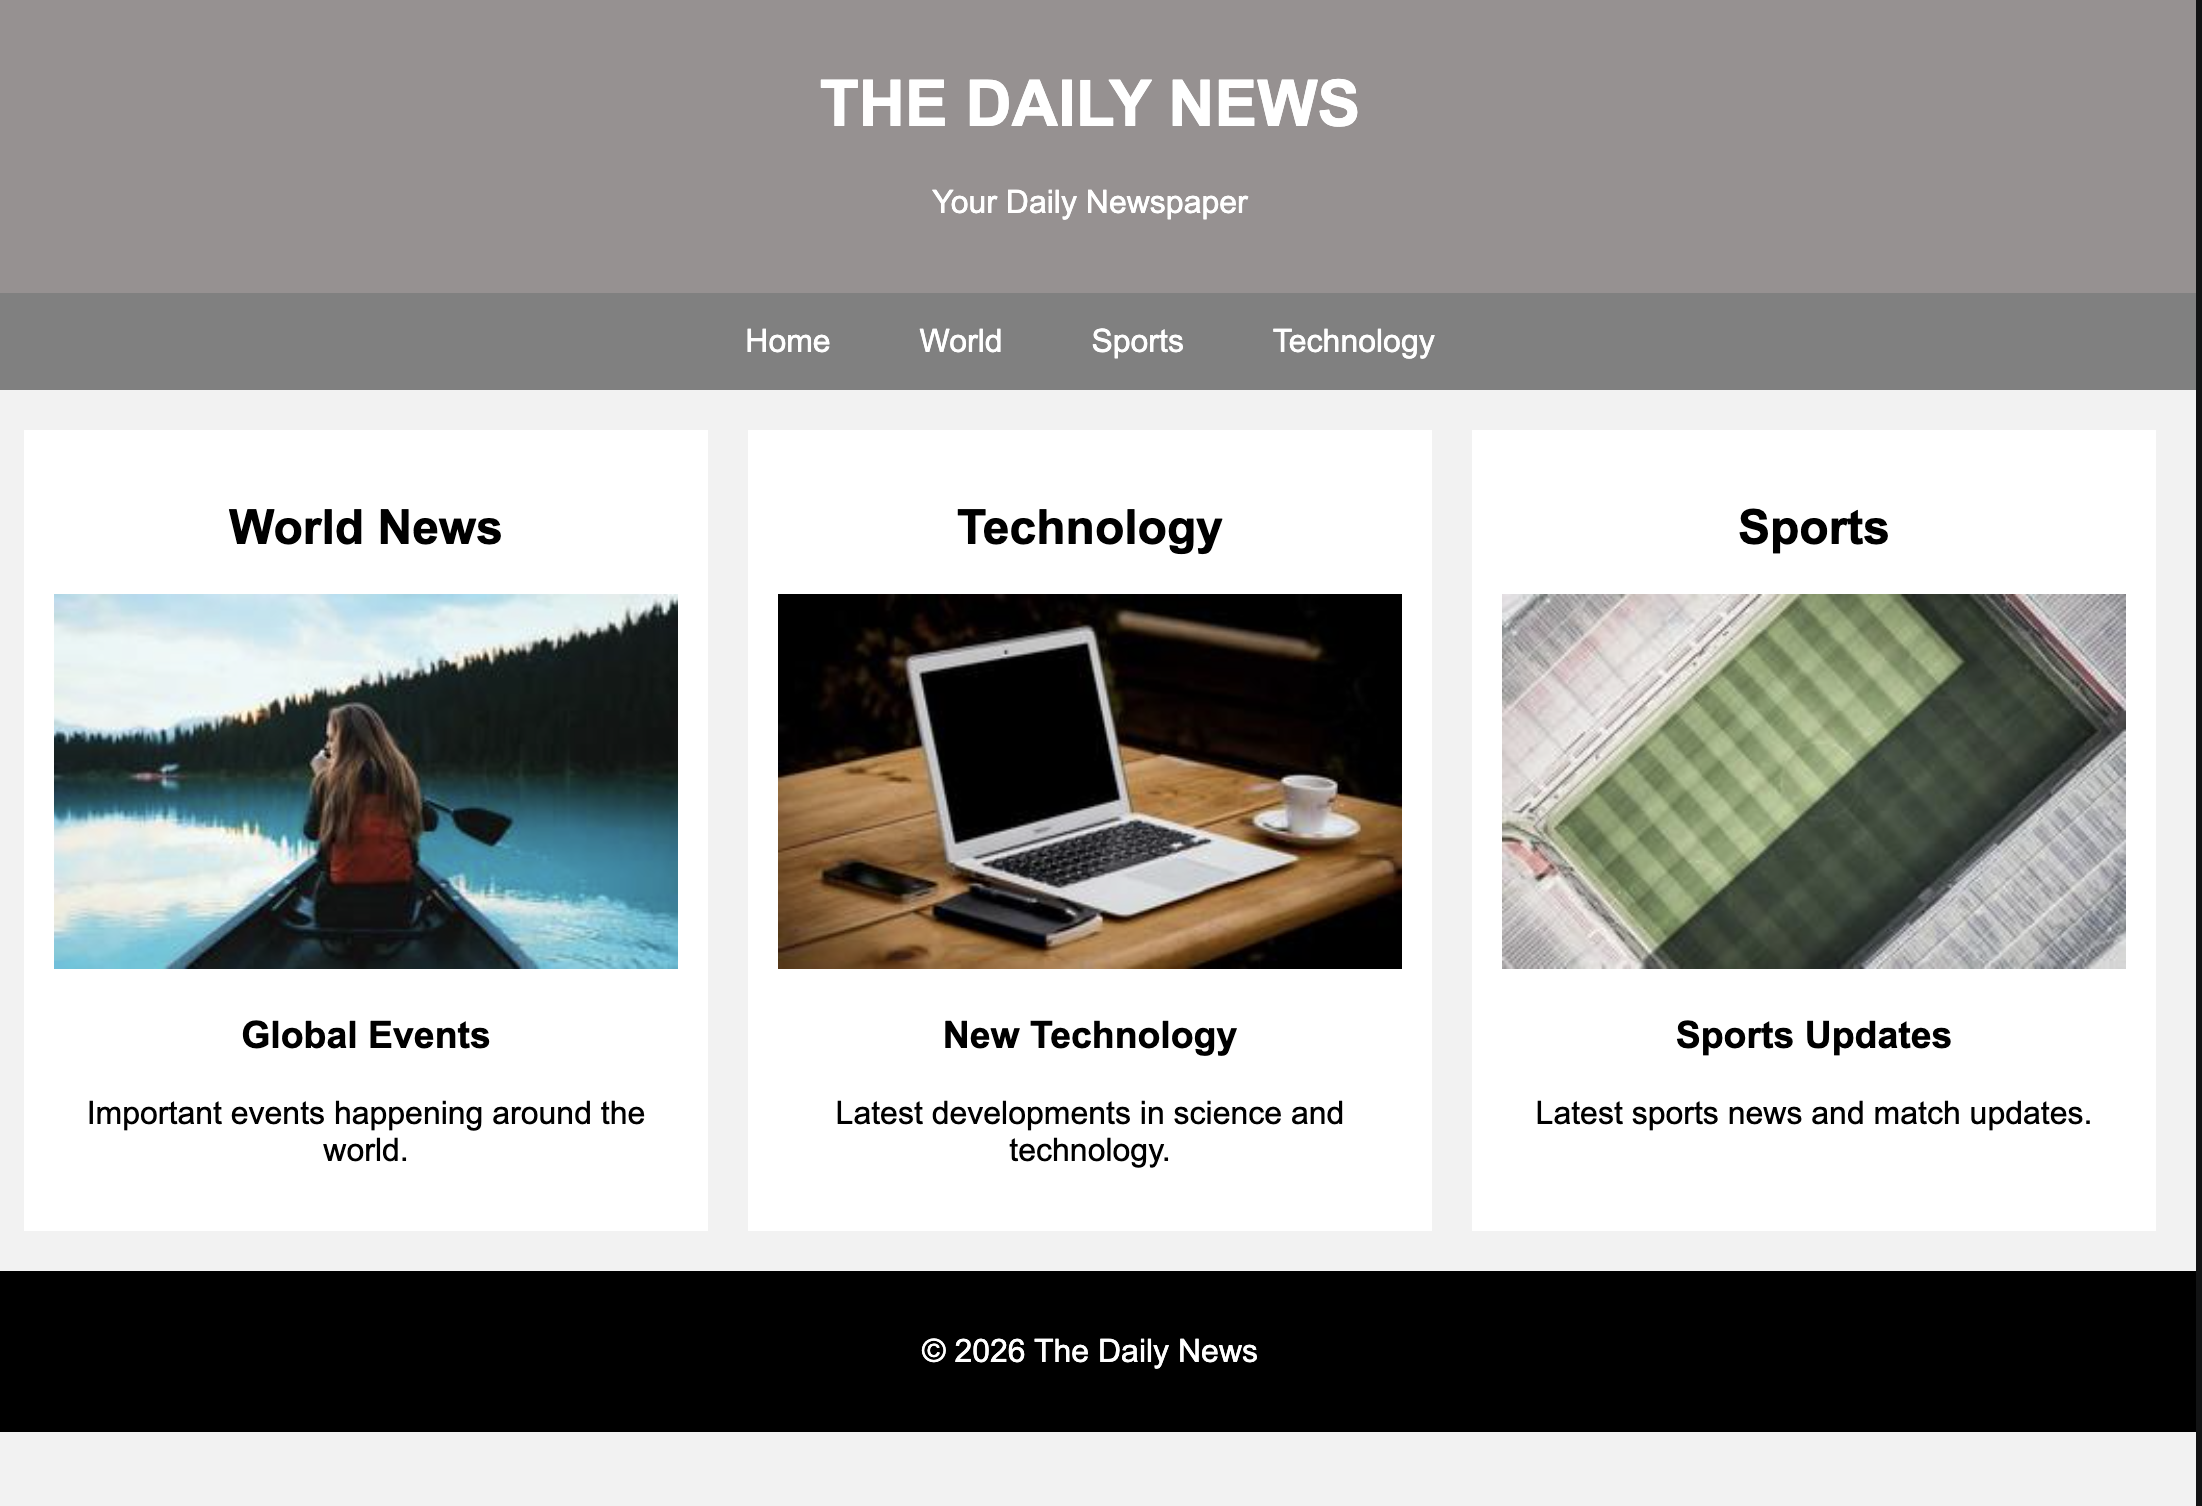 THE DAILY NEWS
Your Daily Newspaper
Home World Sports Technology
World News
Global Events
Important events happening around the
world.
Technology
New Technology
Latest developments in science and
technology.
Sports
Sports Updates
Latest sports news and match updates.
© 2026 The Daily News